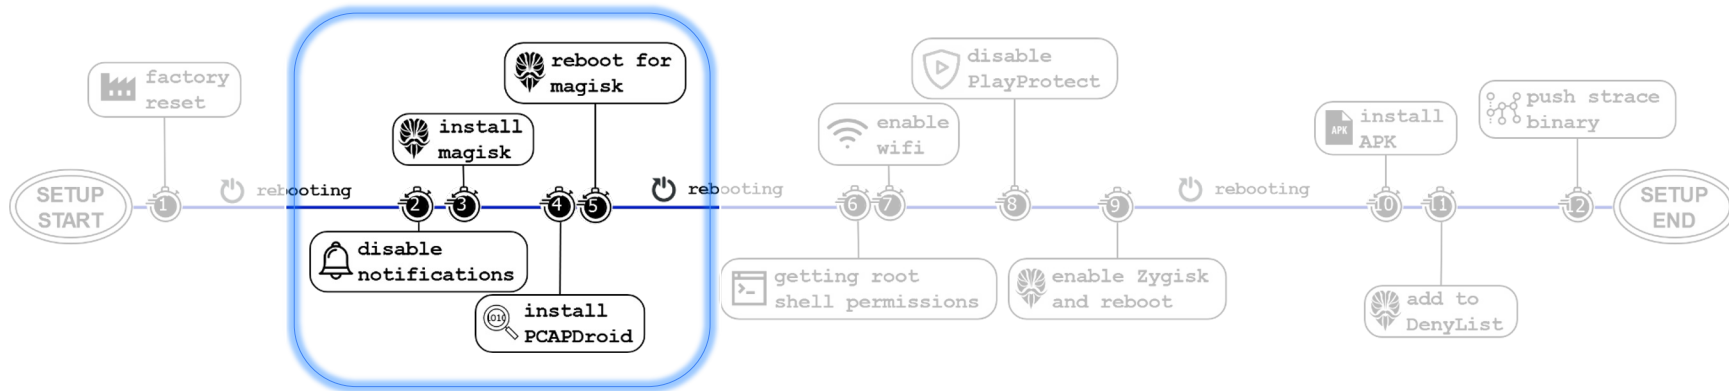 SETUP
START
1
factory
reset
rebooting
2
disable
notifications
3
install
magisk
4
install
PCAPDroid
5
reboot for
magisk
rebooting
6
getting root
shell permissions
7
enable
wifi
8
disable
PlayProtect
9
enable Zygisk
and reboot
rebooting
10
APK
install
APK
11
add to
DenyList
12
push strace
binary
SETUP
END